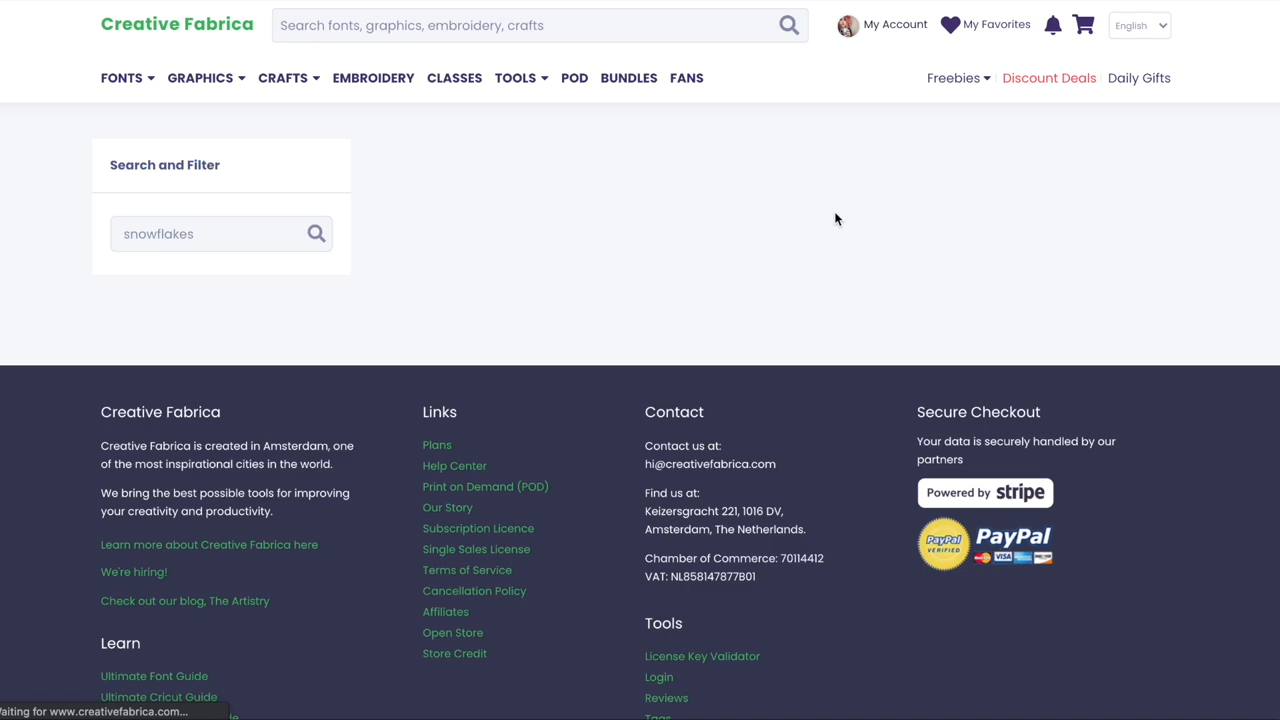 Creative Fabrica
Search fonts, graphics, embroidery, crafts
My Account
My Favorites
English
FONTS
GRAPHICS
CRAFTS
EMBROIDERY
CLASSES
TOOLS
POD
BUNDLES
FANS
Freebies
Discount Deals
Daily Gifts
Search and Filter
snowflakes
Creative Fabrica
Creative Fabrica is created in Amsterdam, one
of the most inspirational cities in the world.
We bring the best possible tools for improving
your creativity and productivity.
Learn more about Creative Fabrica here
We're hiring!
Check out our blog, The Artistry
Learn
Ultimate Font Guide
Ultimate Cricut Guide
Links
Plans
Help Center
Print on Demand (POD)
Our Story
Subscription Licence
Single Sales License
Terms of Service
Cancellation Policy
Affiliates
Open Store
Store Credit
Contact
Contact us at:
hi@creativefabrica.com
Find us at:
Keizersgracht 221, 1016 DV,
Amsterdam, The Netherlands.
Chamber of Commerce: 70114412
VAT: NL858147877B01
Tools
License Key Validator
Login
Reviews
Tags
Secure Checkout
Your data is securely handled by our
partners
Powered by stripe
PayPal
VERIFIED
PayPal
VISA
Waiting for www.creativefabrica.com...